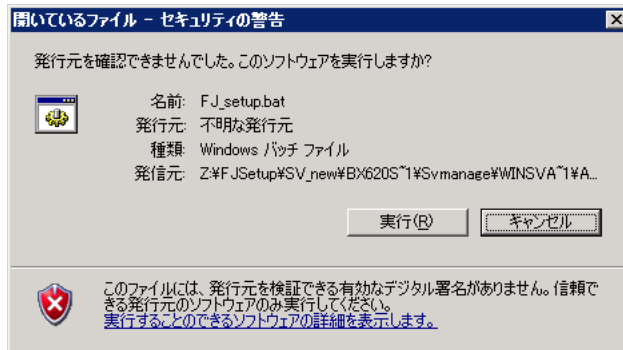 開いているファイル - セキュリティの警告
発行元を確認できませんでした。このソフトウェアを実行しますか?
名前: FJ_setup.bat
発行元: 不明な発行元
種類: Windows バッチ ファイル
発信元: Z:¥FJSetup¥SV_new¥BX620S~1¥Svmanage¥WINSVA~1¥A...
実行(R) キャンセル
このファイルには、発行元を検証できる有効なデジタル署名がありません。信頼で
きる発行元のソフトウェアのみ実行してください。
実行することのできるソフトウェアの詳細を表示します。